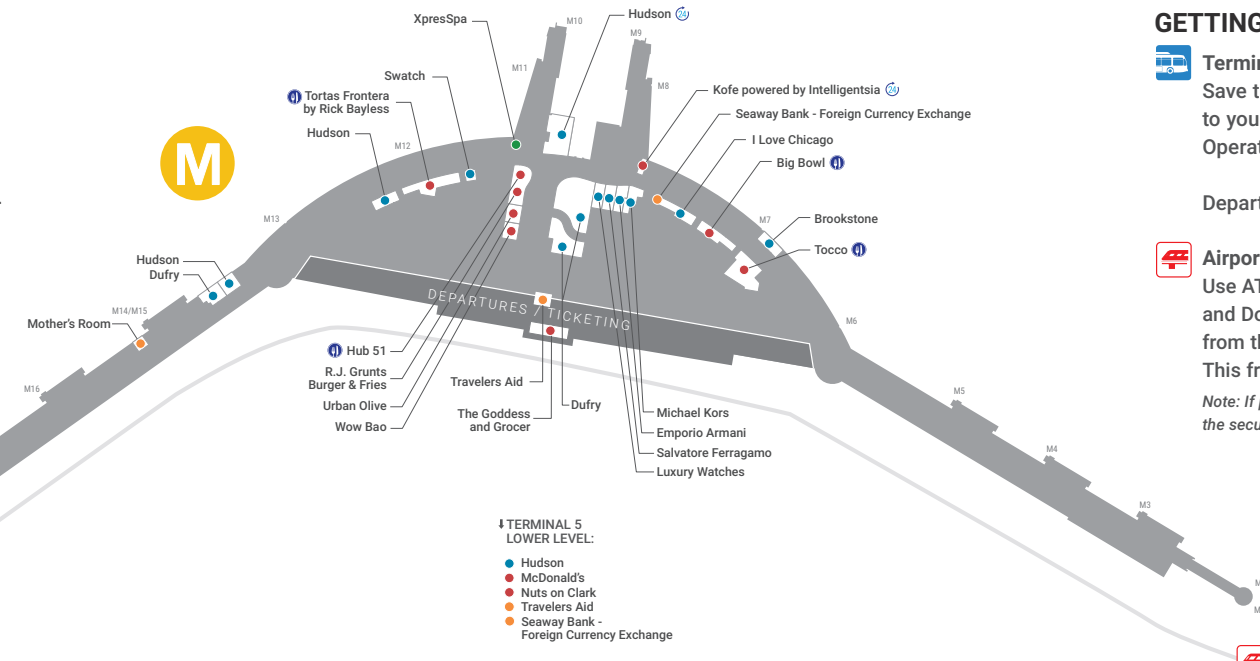 XpresSpa
M10
Hudson 24
M9
GETTING
M11
Swatch
M8
Kofe powered by Intelligentsia 24
Termin
Save t
to you
Operat
Tortas Frontera
by Rick Bayless
Seaway Bank - Foreign Currency Exchange
Hudson
M12
I Love Chicago
Big Bowl
M
Depart
M13
M7
Brookstone
Tocco
Airpor
Use AT
and Do
from th
This fr
Note: If p
the secu
Hudson
Dufry
M14/M15
Mother's Room
DEPARTURES / TICKETING
M6
Hub 51
R.J. Grunts
Burger & Fries
Urban Olive
Wow Bao
Travelers Aid
The Goddess
and Grocer
Dufry
Michael Kors
Emporio Armani
Salvatore Ferragamo
Luxury Watches
M16
M5
M4
M3
TERMINAL 5
LOWER LEVEL:
Hudson
McDonald's
Nuts on Clark
Travelers Aid
Seaway Bank -
Foreign Currency Exchange